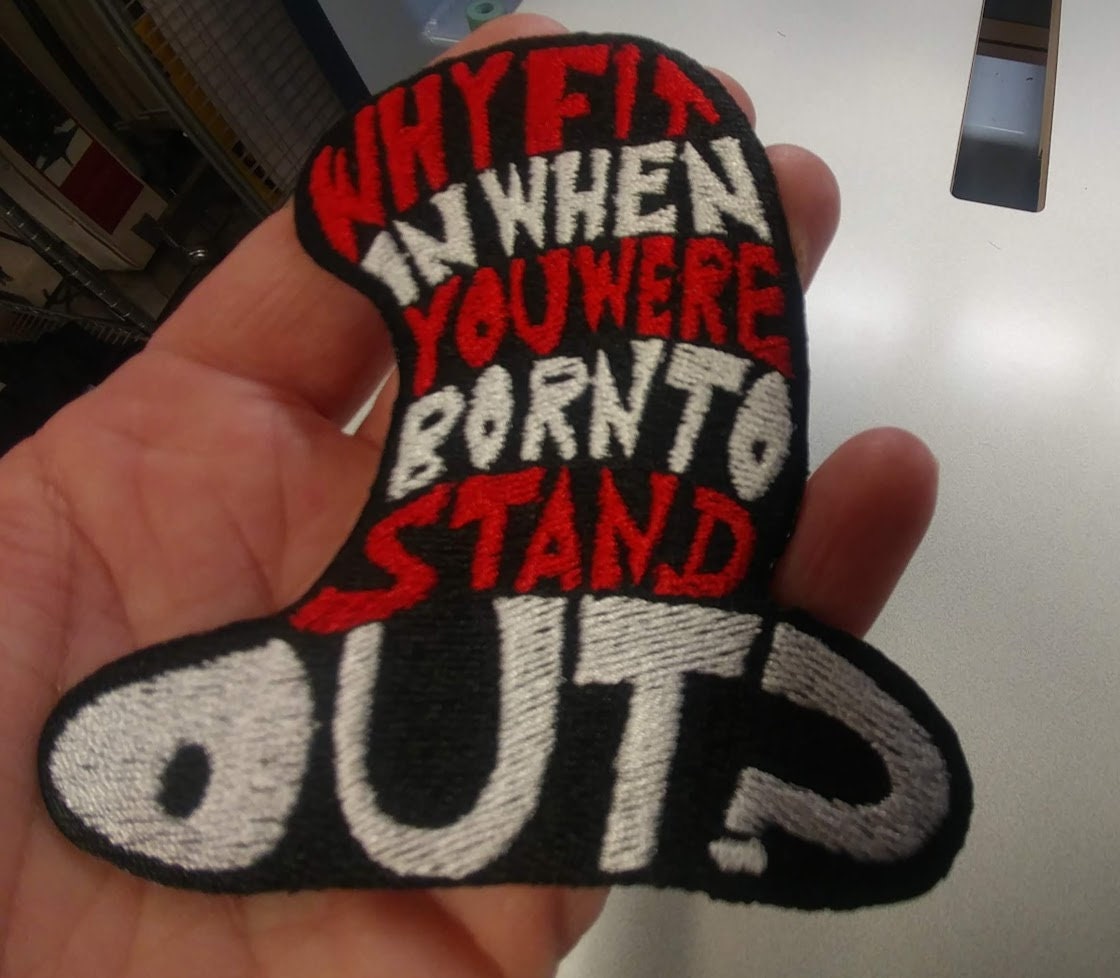 WHY FIT
IN WHEN
YOU WERE
BORN TO
STAND
OUT?